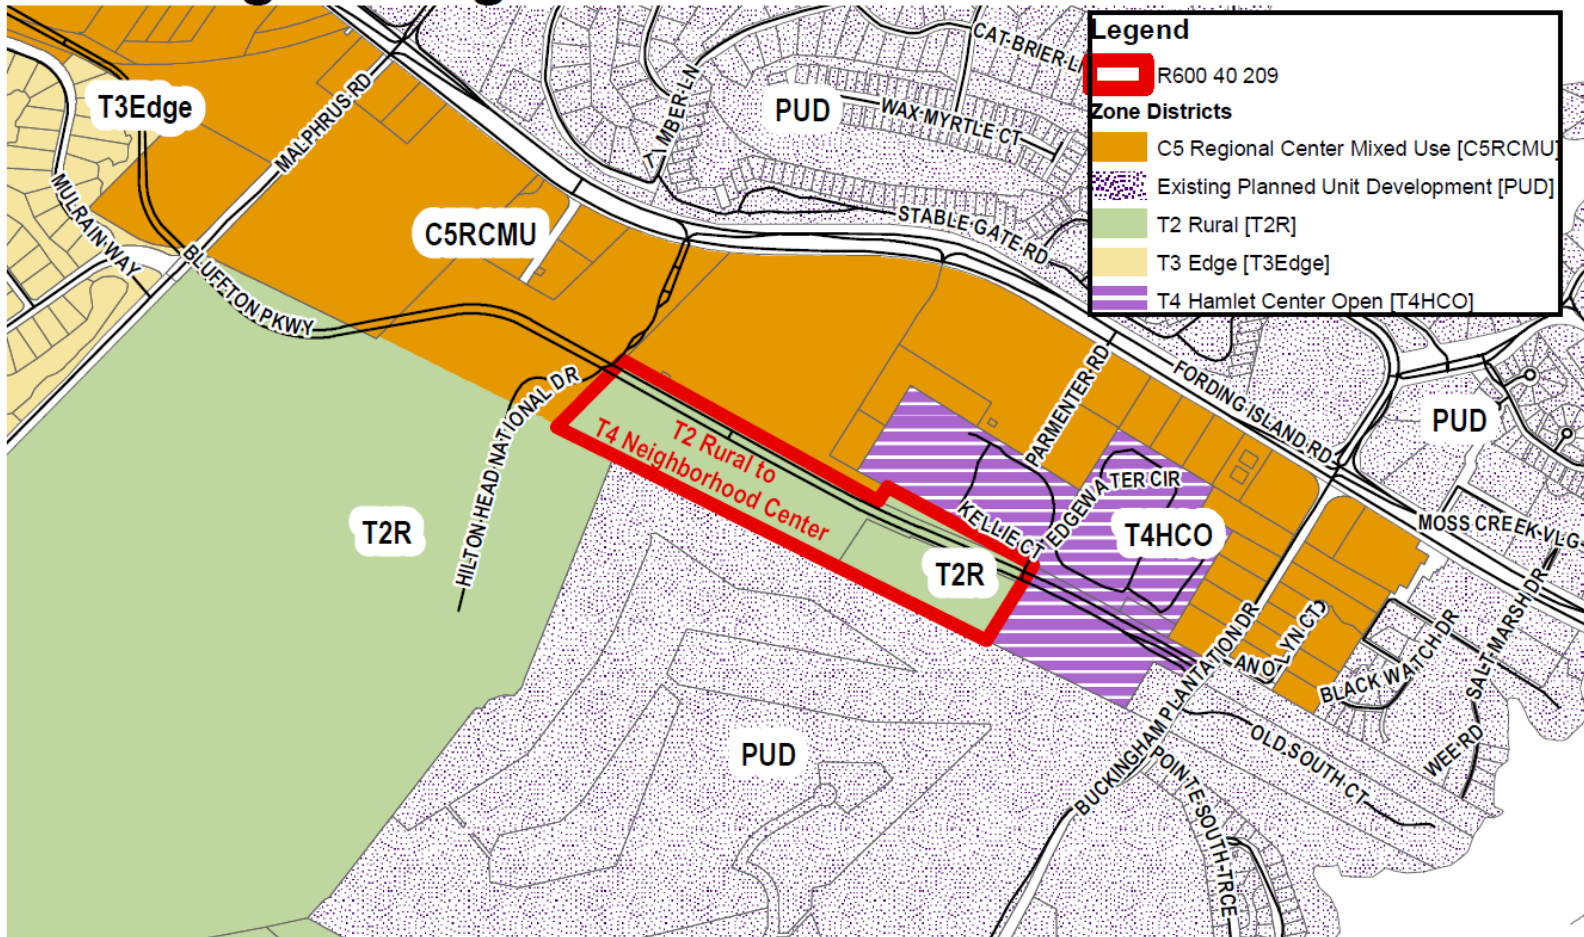 Legend
R600 40 209
Zone Districts
C5 Regional Center Mixed Use [C5RCMU]
Existing Planned Unit Development [PUD]
T2 Rural [T2R]
T3 Edge [T3Edge]
T4 Hamlet Center Open [T4HCO]
CAT BRIER L
PUD
WAX MYRTLE CT
TIMBER LN
T3Edge
MALPHRUS RD
MULRAIN WAY
C5RCMU
STABLE GATE RD
BLUFFTON PKWY
HILTON HEAD NATIONAL DR
T2 Rural to
T4 Neighborhood Center
PARMENTER RD
FORDING ISLAND RD
PUD
EDGEWATER CIR
KELLIE CT
T4HCO
MOSS CREEK VLG
T2R
T2R
BUCKINGHAM PLANTATION DR
ANOLYN CT
BLACK WATCH DR
SALT MARSH DR
WEE RD
OLD SOUTH CT
POINTE SOUTH TRCE
PUD